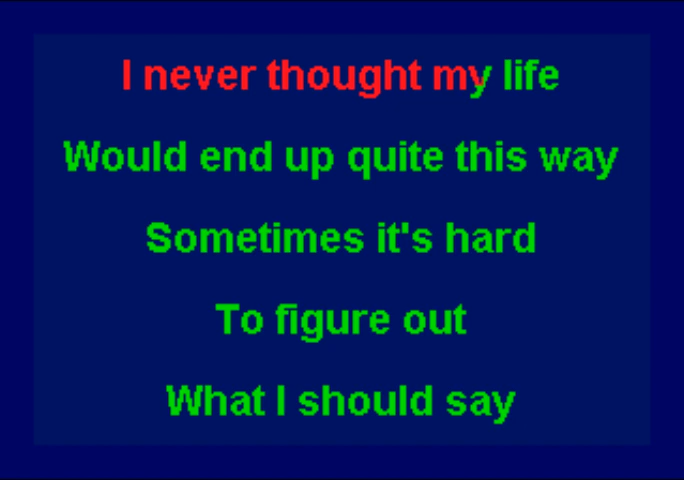 I never thought my life
Would end up quite this way
Sometimes it's hard
To figure out
What I should say